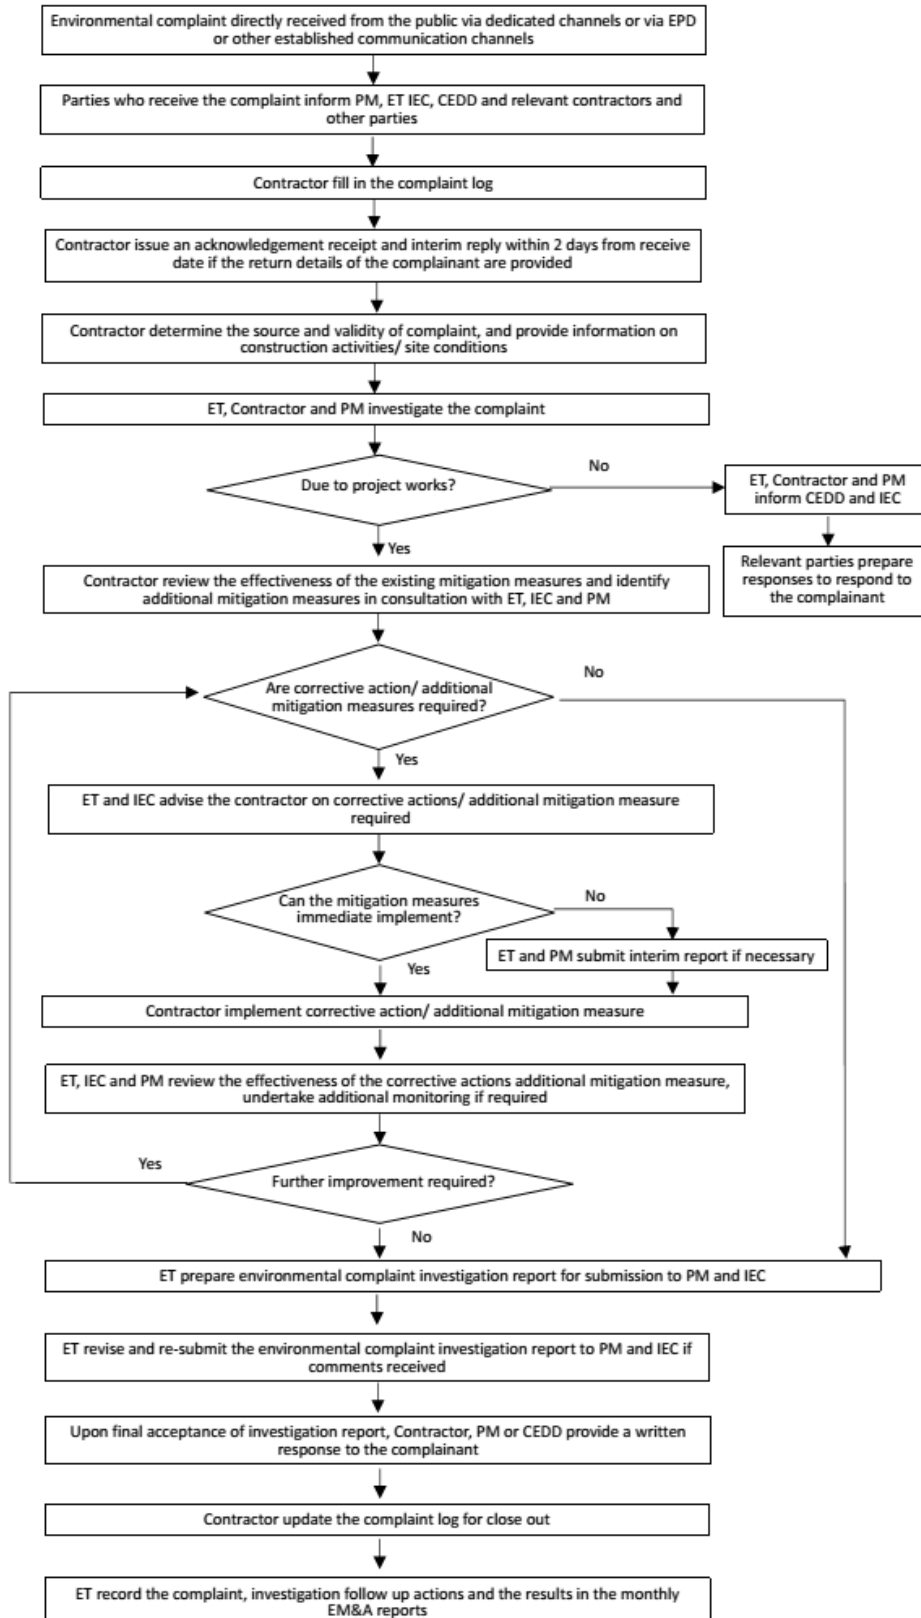 Environmental complaint directly received from the public via dedicated channels or via EPD
or other established communication channels
Parties who receive the complaint inform PM, ET IEC, CEDD and relevant contractors and
other parties
Contractor fill in the complaint log
Contractor issue an acknowledgement receipt and interim reply within 2 days from receive
date if the return details of the complainant are provided
Contractor determine the source and validity of complaint, and provide information on
construction activities/ site conditions
ET, Contractor and PM investigate the complaint
Due to project works?
No
ET, Contractor and PM
inform CEDD and IEC
Relevant parties prepare
responses to respond to
the complainant
Yes
Contractor review the effectiveness of the existing mitigation measures and identify
additional mitigation measures in consultation with ET, IEC and PM
Are corrective action/ additional
mitigation measures required?
No
Yes
ET and IEC advise the contractor on corrective actions/ additional mitigation measure
required
Can the mitigation measures
immediate implement?
No
ET and PM submit interim report if necessary
Yes
Contractor implement corrective action/ additional mitigation measure
ET, IEC and PM review the effectiveness of the corrective actions additional mitigation measure,
undertake additional monitoring if required
Yes
Further improvement required?
No
ET prepare environmental complaint investigation report for submission to PM and IEC
ET revise and re-submit the environmental complaint investigation report to PM and IEC if
comments received
Upon final acceptance of investigation report, Contractor, PM or CEDD provide a written
response to the complainant
Contractor update the complaint log for close out
ET record the complaint, investigation follow up actions and the results in the monthly
EM&A reports